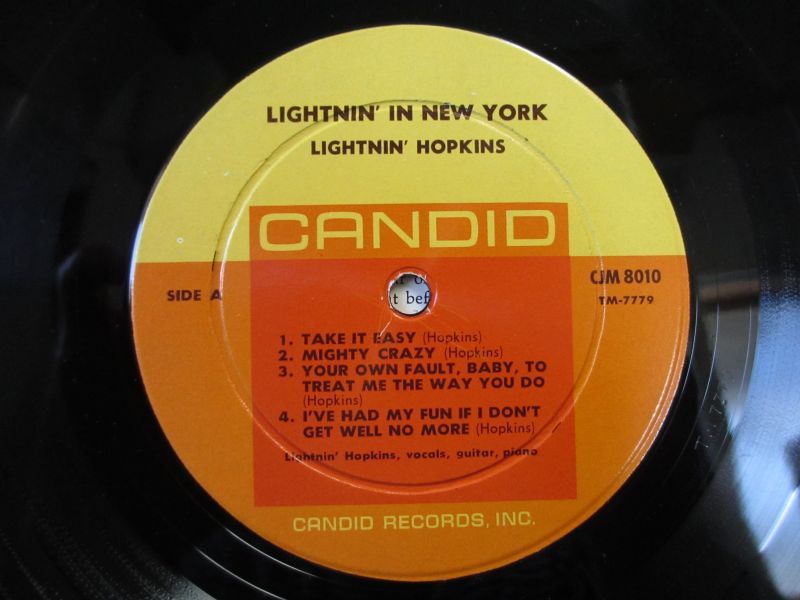 LIGHTNIN' IN NEW YORK
LIGHTNIN' HOPKINS
CANDID
SIDE A
CJM 8010
TM-7779
t bef
1. TAKE IT EASY (Hopkins)
2. MIGHTY CRAZY (Hopkins)
3. YOUR OWN FAULT, BABY, TO
TREAT ME THE WAY YOU DO
(Hopkins)
4. I'VE HAD MY FUN IF I DON'T
GET WELL NO MORE (Hopkins)
Lightnin' Hopkins, vocals, guitar, piano
CANDID RECORDS, INC.